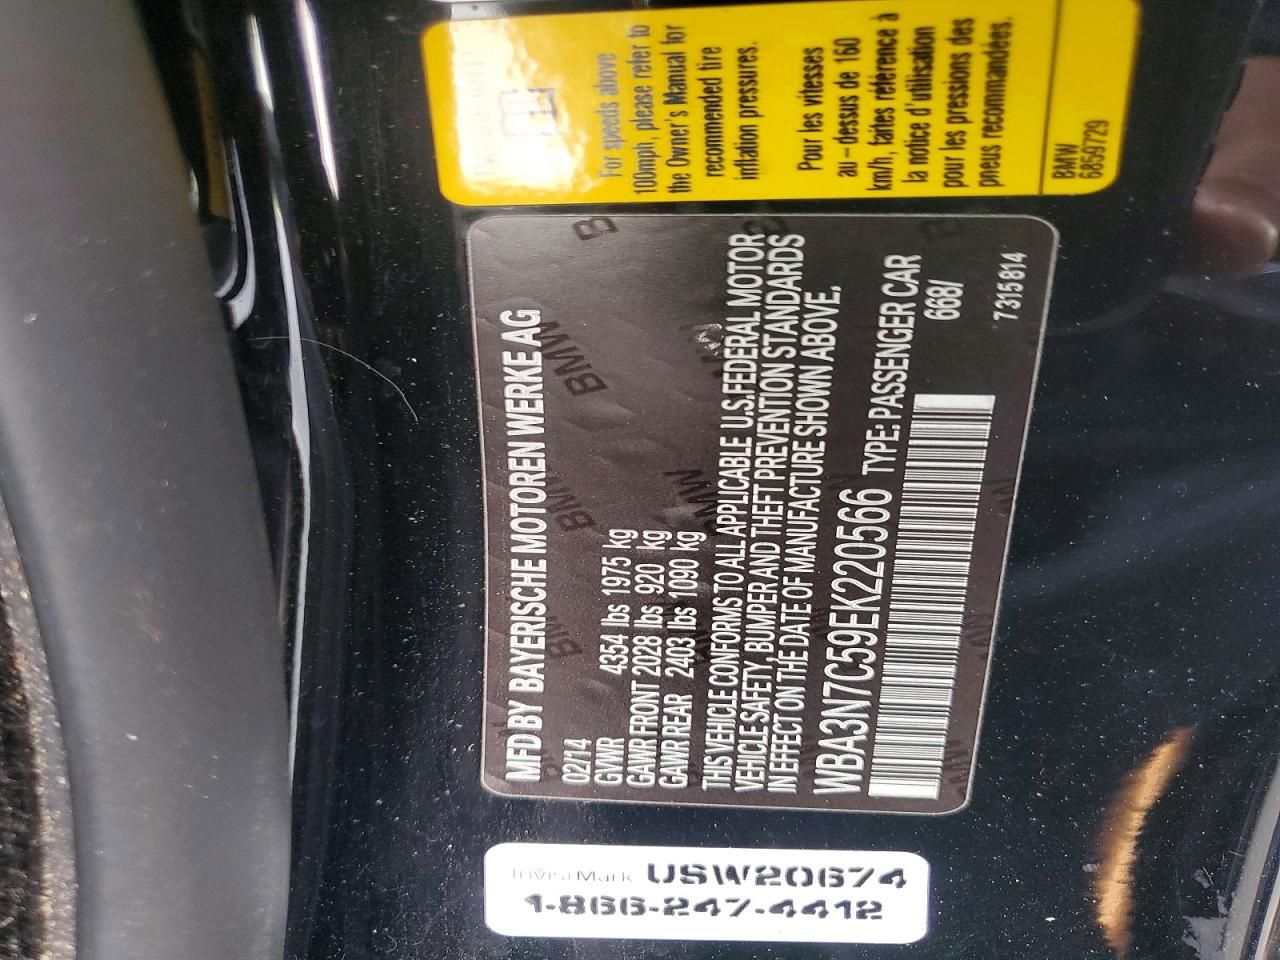 MFD BY BAYERISCHE MOTOREN WERKE AG
02/14
GVWR 4354 lbs 1975 kg
GAWR FRONT 2028 lbs 920 kg
GAWR REAR 2403 lbs 1090 kg
THIS VEHICLE CONFORMS TO ALL APPLICABLE U.S.FEDERAL MOTOR
VEHICLE SAFETY, BUMPER AND THEFT PREVENTION STANDARDS
IN EFFECT ON THE DATE OF MANUFACTURE SHOWN ABOVE.
WBA3N7C59EK220566 TYPE: PASSENGER CAR
668/
7315814
For speeds above
100mph, please refer to
the Owner's Manual for
recommended tire
inflation pressures.
Pour les vitesses
au-dessus de 160
km/h, faites référence à
la notice d'utilisation
pour les pressions des
pneus recommandées.
BMW
6859729
InvisiMark USW20674
1-866-247-4412